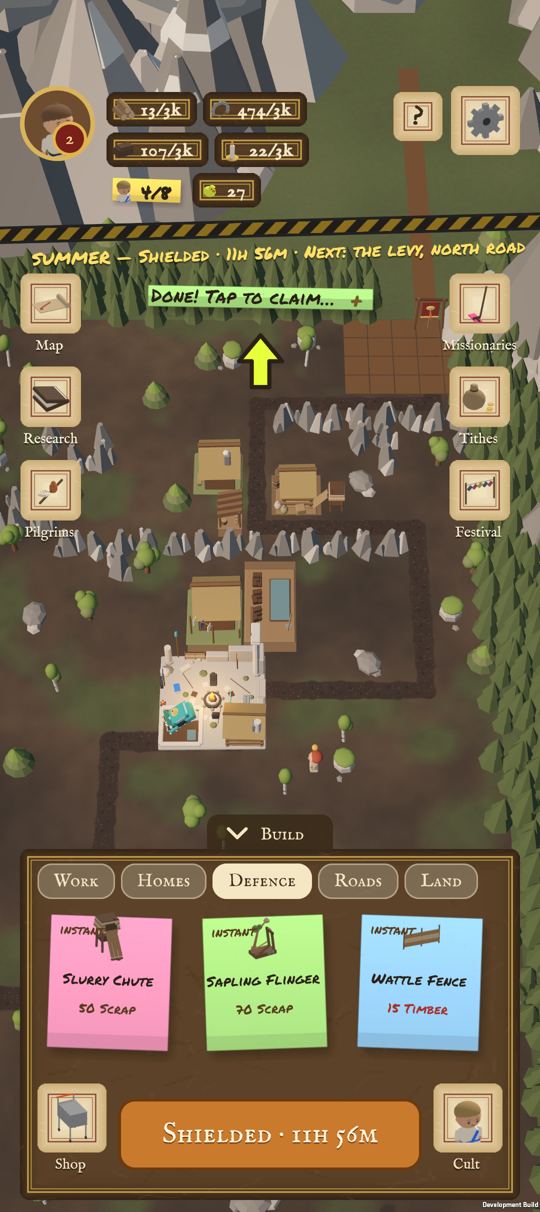 13/3k
474/3k
?
2
107/3k
22/3k
4/8
27
Summer — Shielded · 11h 56m · Next: the levy, north road
Done! Tap to claim...
Map
Missionaries
Research
Tithes
Pilgrims
Festival
Build
Work
Homes
Defence
Roads
Land
Instant
Slurry Chute
50 Scrap
Instant
Sapling Flinger
70 Scrap
Instant
Wattle Fence
15 Timber
Shop
Shielded · 11h 56m
Cult
Development Build